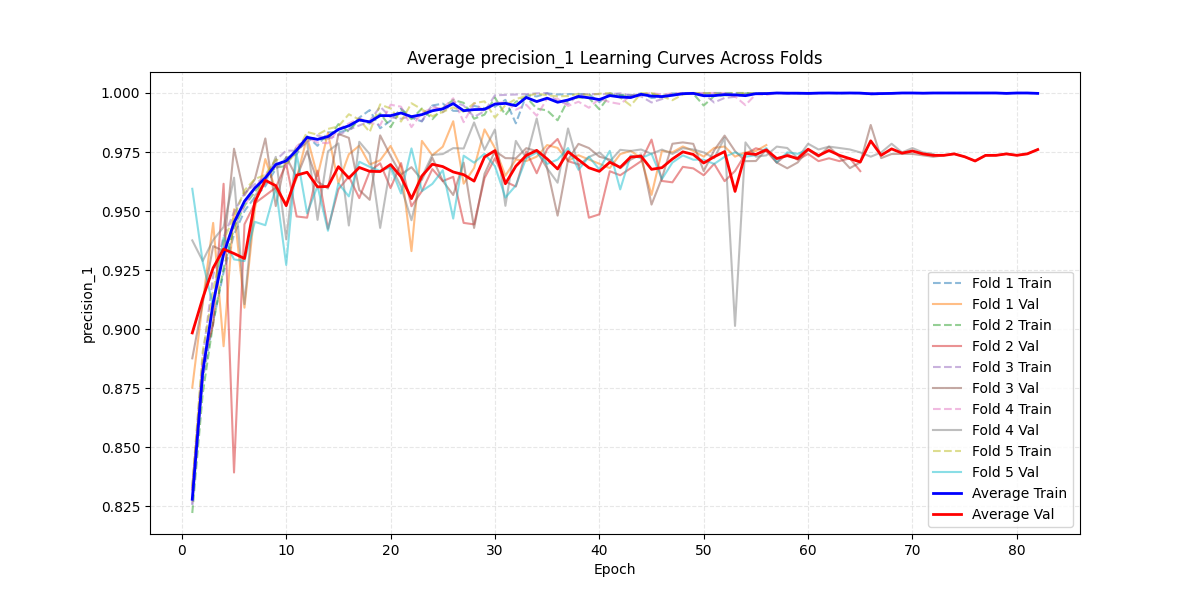 Average precision_1 Learning Curves Across Folds
precision_1
1.000
0.975
0.950
0.925
0.900
0.875
0.850
0.825
0 10 20 30 40 50 60 70 80
Epoch
Fold 1 Train
Fold 1 Val
Fold 2 Train
Fold 2 Val
Fold 3 Train
Fold 3 Val
Fold 4 Train
Fold 4 Val
Fold 5 Train
Fold 5 Val
Average Train
Average Val